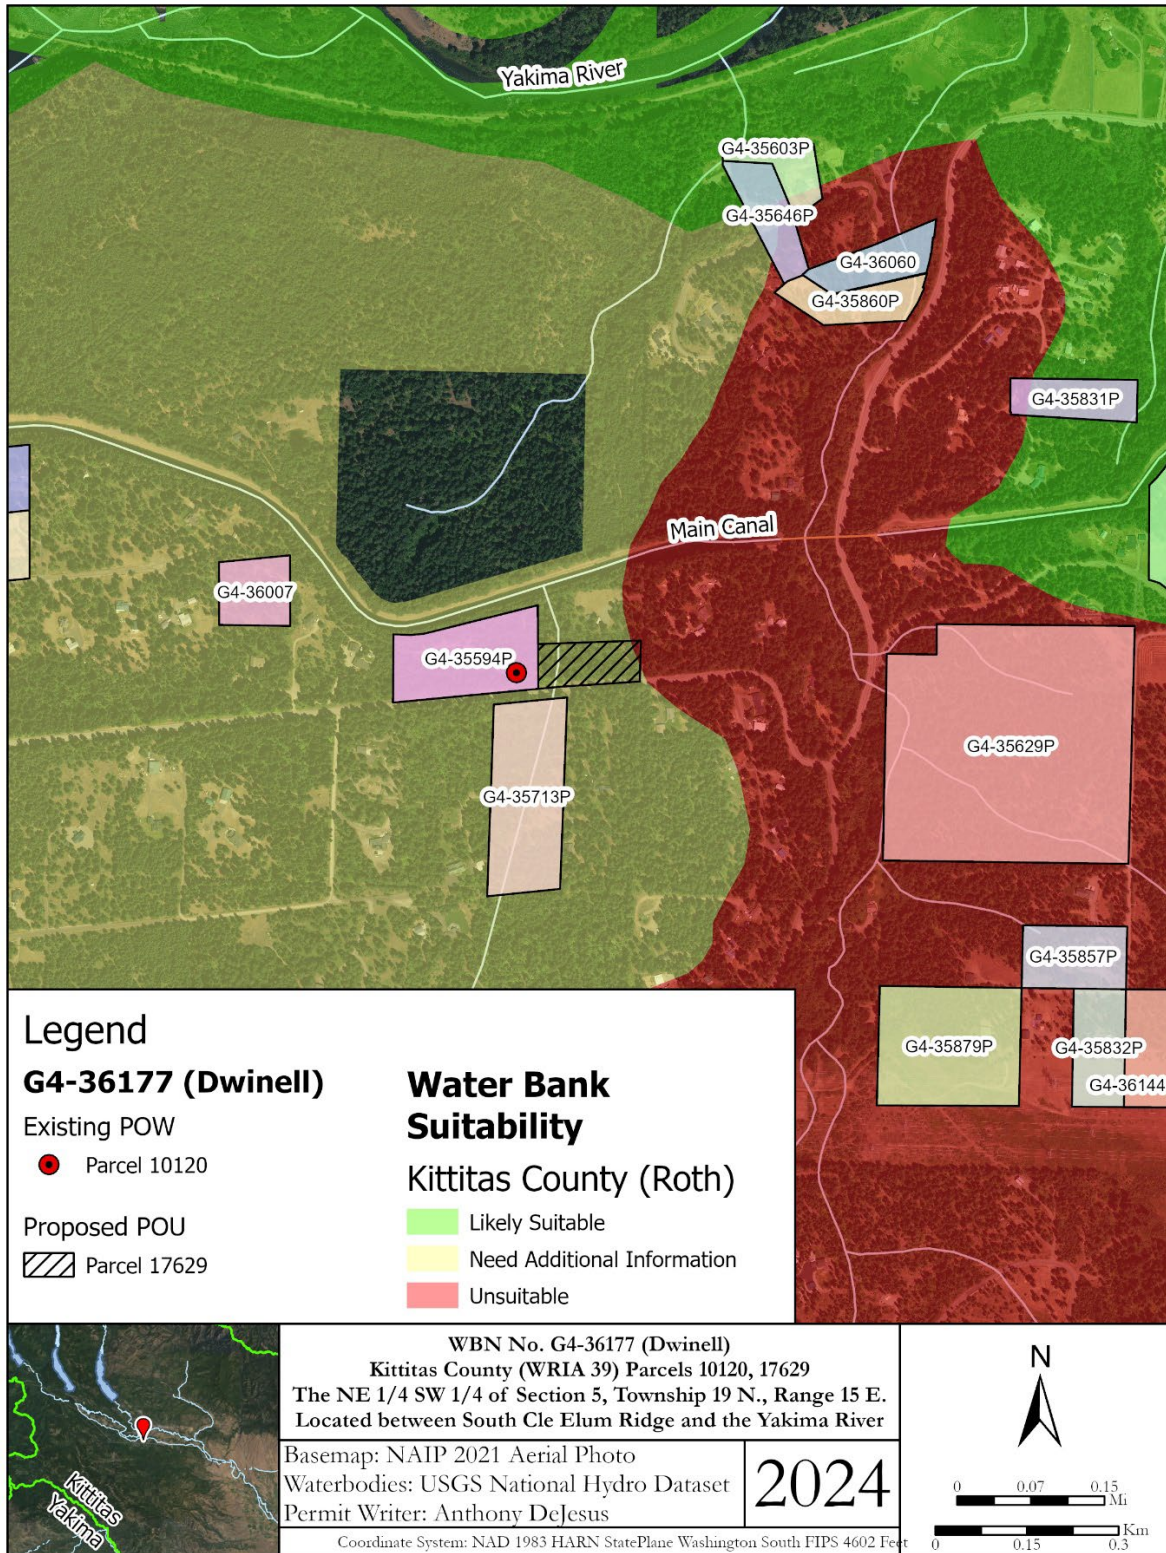 Yakima River
G4-35603P
G4-35646P
G4-36060
G4-35860P
G4-35831P
Main Canal
G4-36007
G4-35594P
G4-35629P
G4-35713P
G4-35857P
G4-35879P
G4-35832P
G4-36144
Legend
G4-36177 (Dwinell)
Existing POW
Parcel 10120
Proposed POU
Parcel 17629
Water Bank
Suitability
Kittitas County (Roth)
Likely Suitable
Need Additional Information
Unsuitable
Kittitas
Yakima
WBN No. G4-36177 (Dwinell)
Kittitas County (WRIA 39) Parcels 10120, 17629
The NE 1/4 SW 1/4 of Section 5, Township 19 N., Range 15 E.
Located between South Cle Elum Ridge and the Yakima River
Basemap: NAIP 2021 Aerial Photo
Waterbodies: USGS National Hydro Dataset
Permit Writer: Anthony DeJesus
2024
Coordinate System: NAD 1983 HARN StatePlane Washington South FIPS 4602 Feet
N
0 0.07 0.15
Mi
Km
0 0.15 0.3